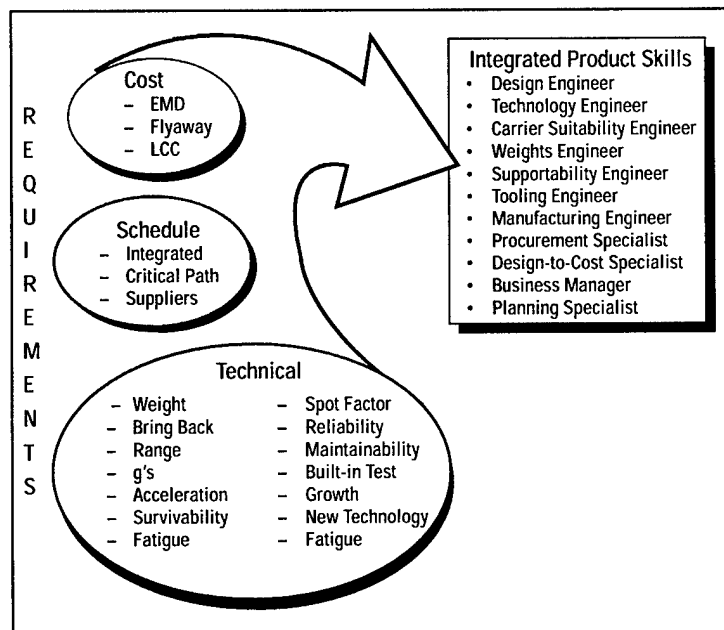 REQUIREMENTS
Cost
– EMD
– Flyaway
– LCC
Schedule
– Integrated
– Critical Path
– Suppliers
Technical
– Weight
– Bring Back
– Range
– g's
– Acceleration
– Survivability
– Fatigue
– Spot Factor
– Reliability
– Maintainability
– Built-in Test
– Growth
– New Technology
– Fatigue
Integrated Product Skills
• Design Engineer
• Technology Engineer
• Carrier Suitability Engineer
• Weights Engineer
• Supportability Engineer
• Tooling Engineer
• Manufacturing Engineer
• Procurement Specialist
• Design-to-Cost Specialist
• Business Manager
• Planning Specialist